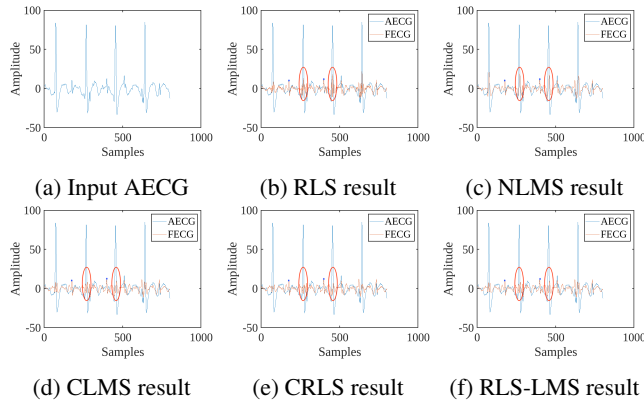 100
50
0
-50
0
500
1000
Amplitude
Samples
(a) Input AECG
100
50
0
-50
0
500
1000
Amplitude
Samples
AECG
FECG
(b) RLS result
100
50
0
-50
0
500
1000
Amplitude
Samples
AECG
FECG
(c) NLMS result
100
50
0
-50
0
500
1000
Amplitude
Samples
AECG
FECG
(d) CLMS result
100
50
0
-50
0
500
1000
Amplitude
Samples
AECG
FECG
(e) CRLS result
100
50
0
-50
0
500
1000
Amplitude
Samples
AECG
FECG
(f) RLS-LMS result